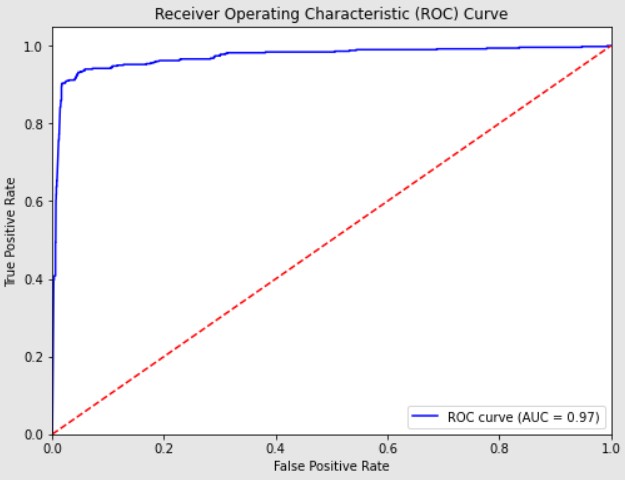 Receiver Operating Characteristic (ROC) Curve
1.0
0.8
0.6
0.4
0.2
0.0
True Positive Rate
ROC curve (AUC = 0.97)
0.0 0.2 0.4 0.6 0.8 1.0
False Positive Rate